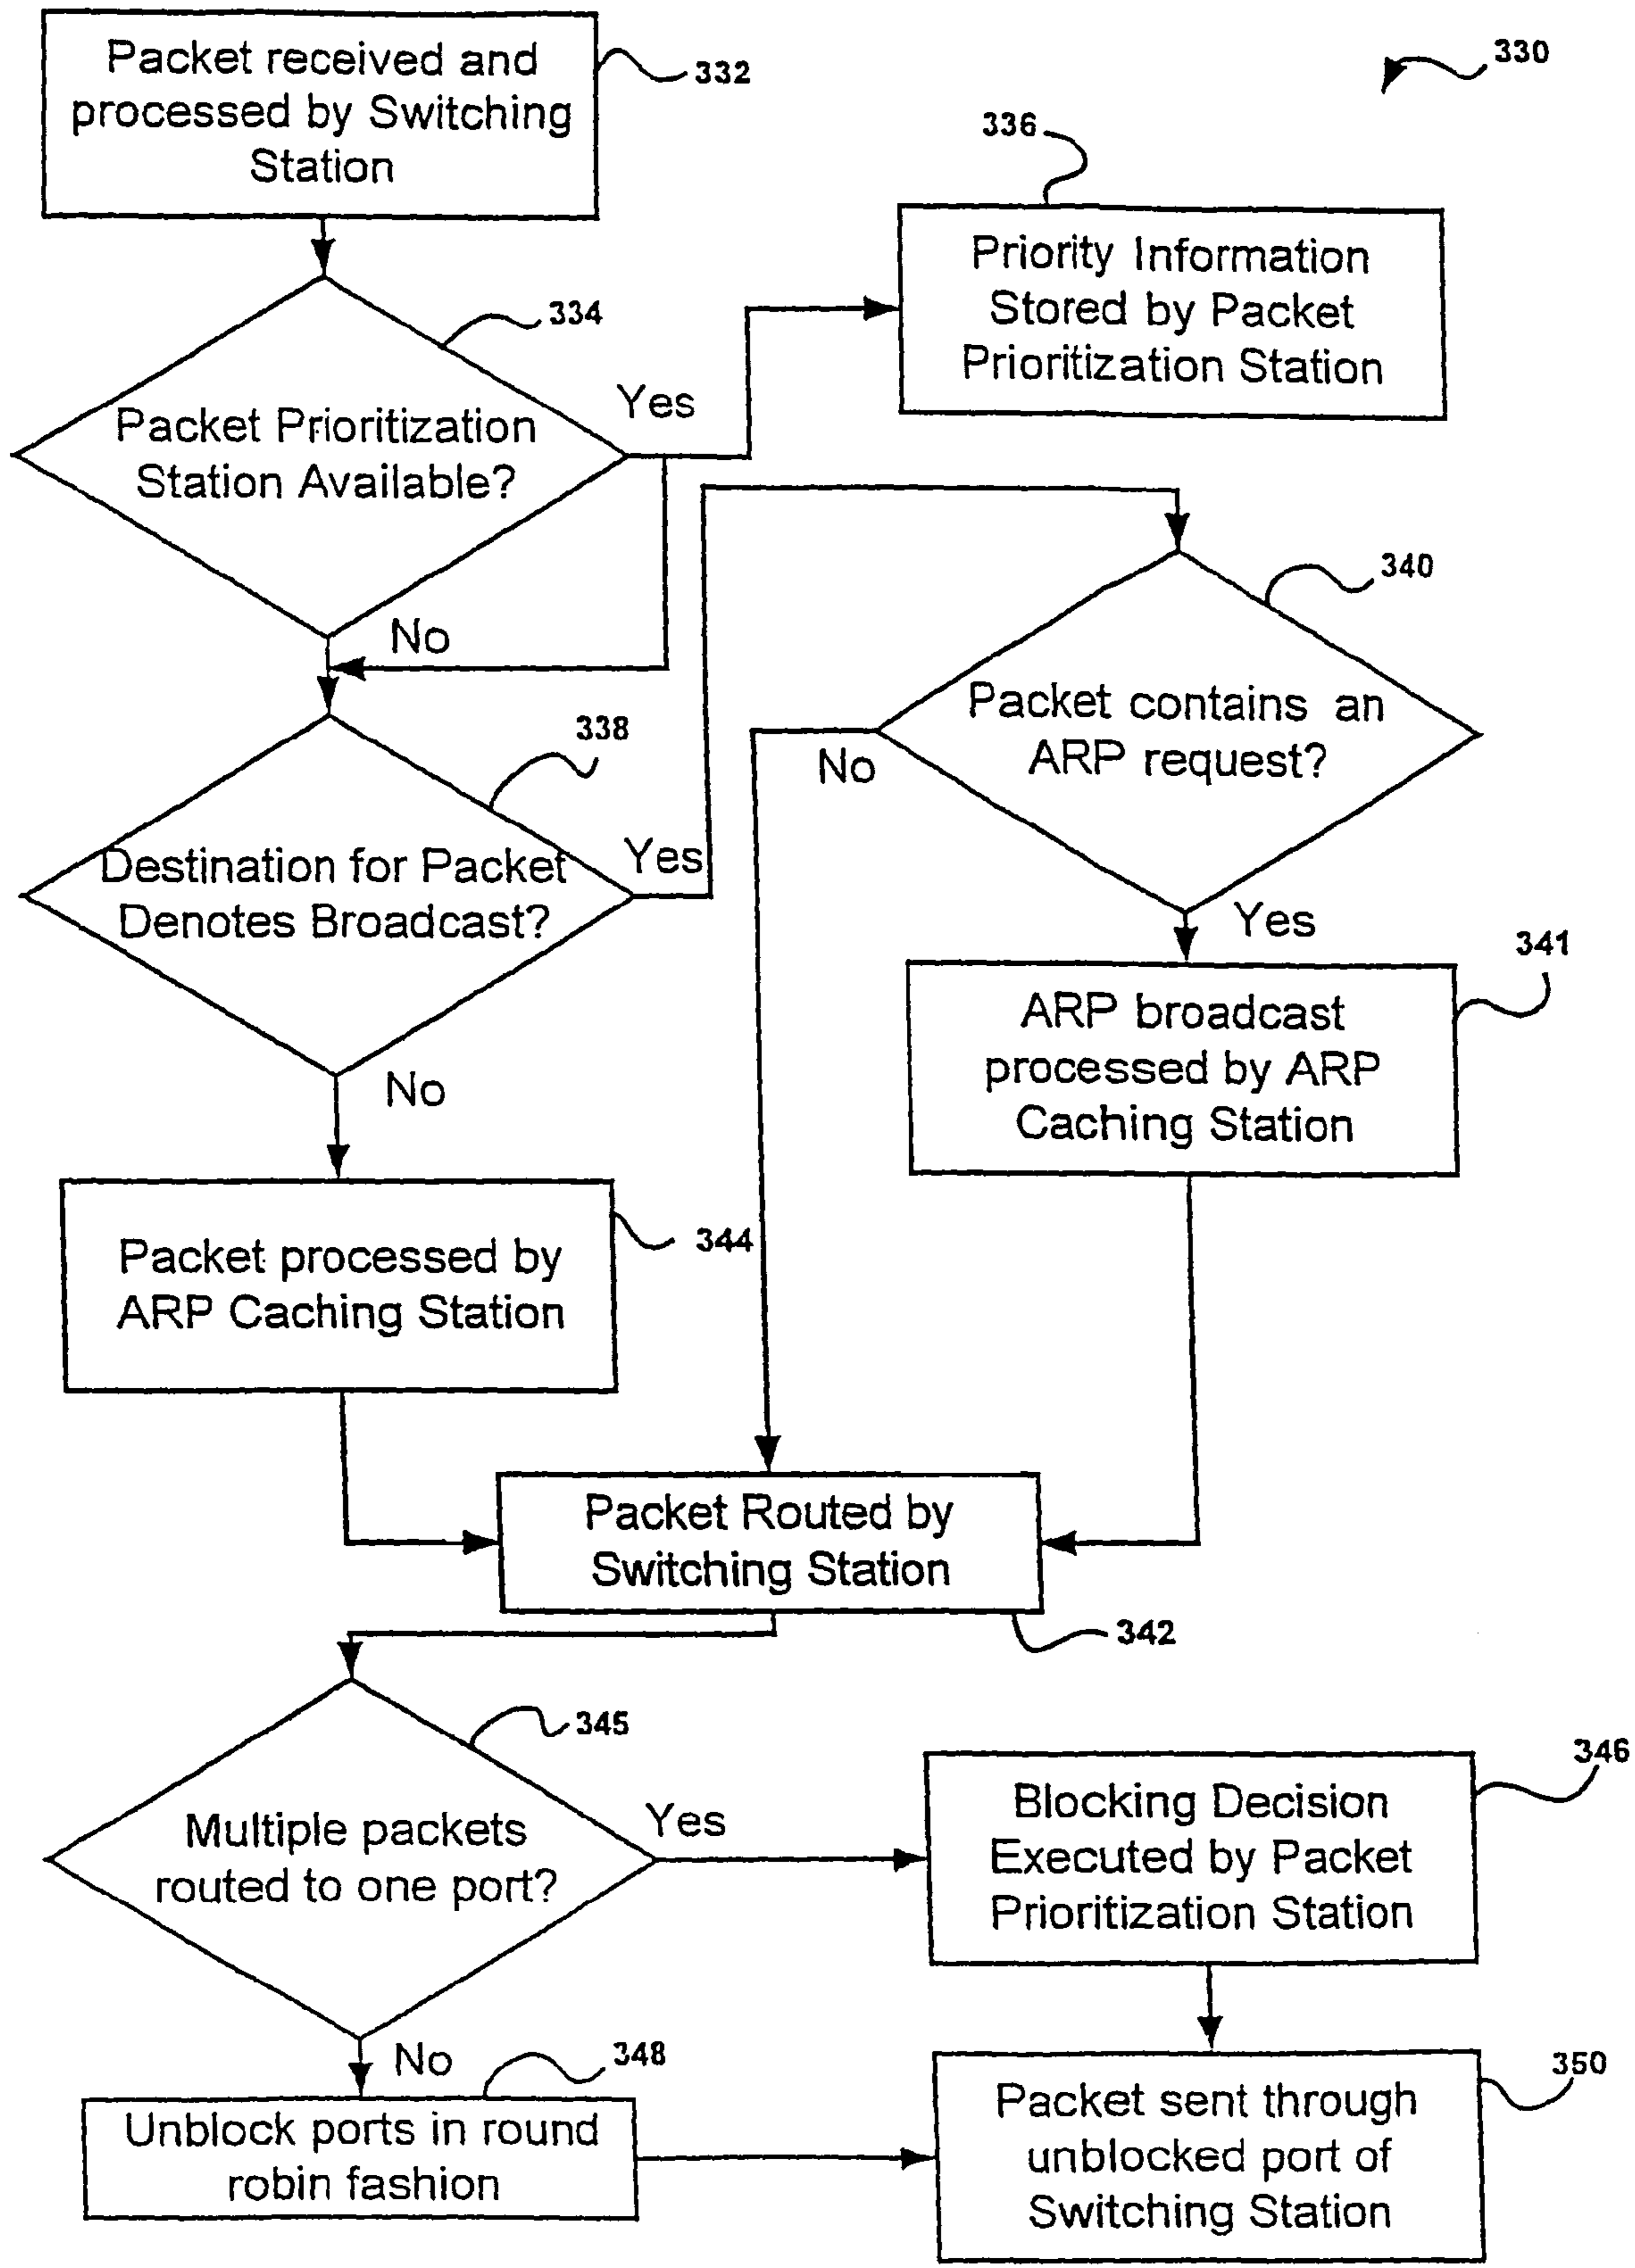 Packet received and
processed by Switching
Station
332
330
336
Priority Information
Stored by Packet
Prioritization Station
334
Packet Prioritization
Station Available?
Yes
No
340
Packet contains an
ARP request?
No
Yes
338
Destination for Packet
Denotes Broadcast?
Yes
No
341
ARP broadcast
processed by ARP
Caching Station
344
Packet processed by
ARP Caching Station
Packet Routed by
Switching Station
342
345
Multiple packets
routed to one port?
Yes
No
346
Blocking Decision
Executed by Packet
Prioritization Station
348
Unblock ports in round
robin fashion
350
Packet sent through
unblocked port of
Switching Station